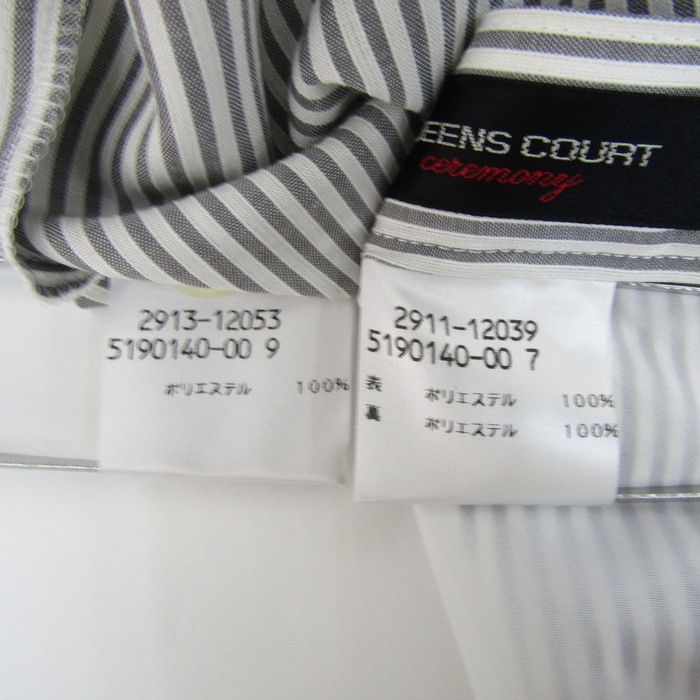 EENS COURT
ceremony
2913-12053
5190140-00 9
ポリエステル 100%
2911-12039
5190140-00 7
表 ポリエステル 100%
裏 ポリエステル 100%